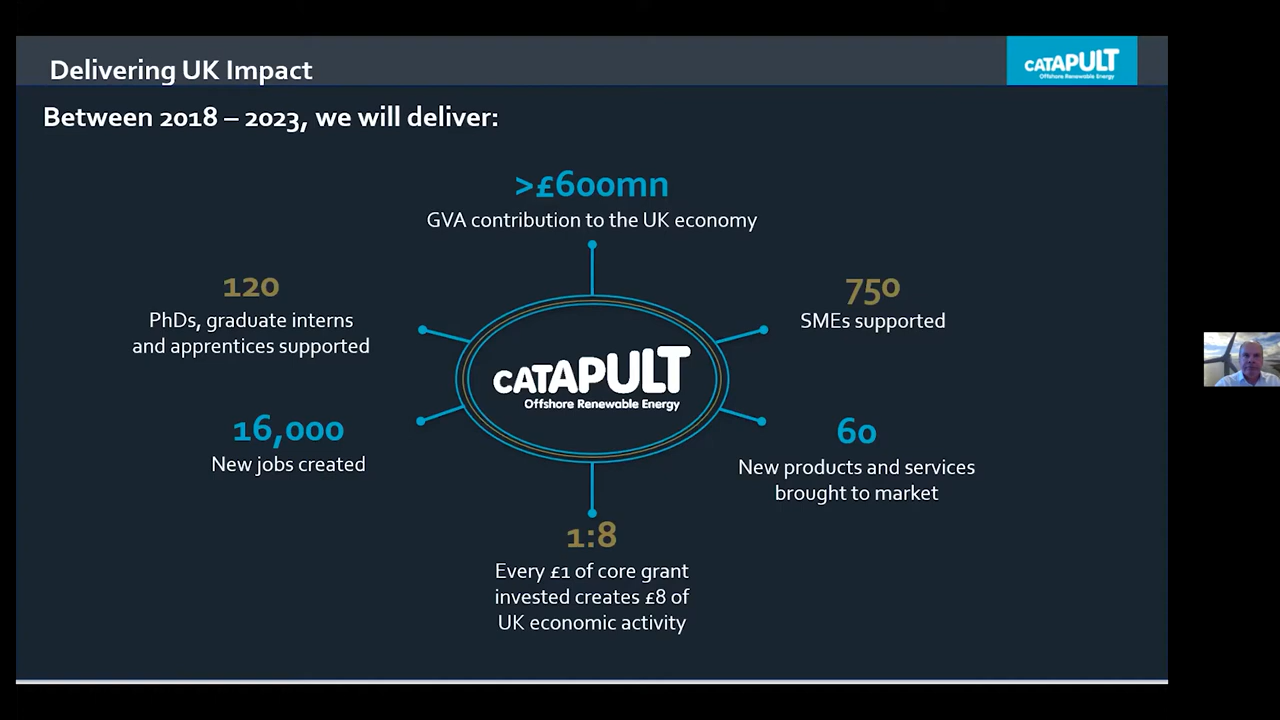 Delivering UK Impact
CATAPULT
Offshore Renewable Energy
Between 2018 – 2023, we will deliver:
>£600mn
GVA contribution to the UK economy
120
PhDs, graduate interns
and apprentices supported
750
SMEs supported
CATAPULT
Offshore Renewable Energy
16,000
New jobs created
60
New products and services
brought to market
1:8
Every £1 of core grant
invested creates £8 of
UK economic activity